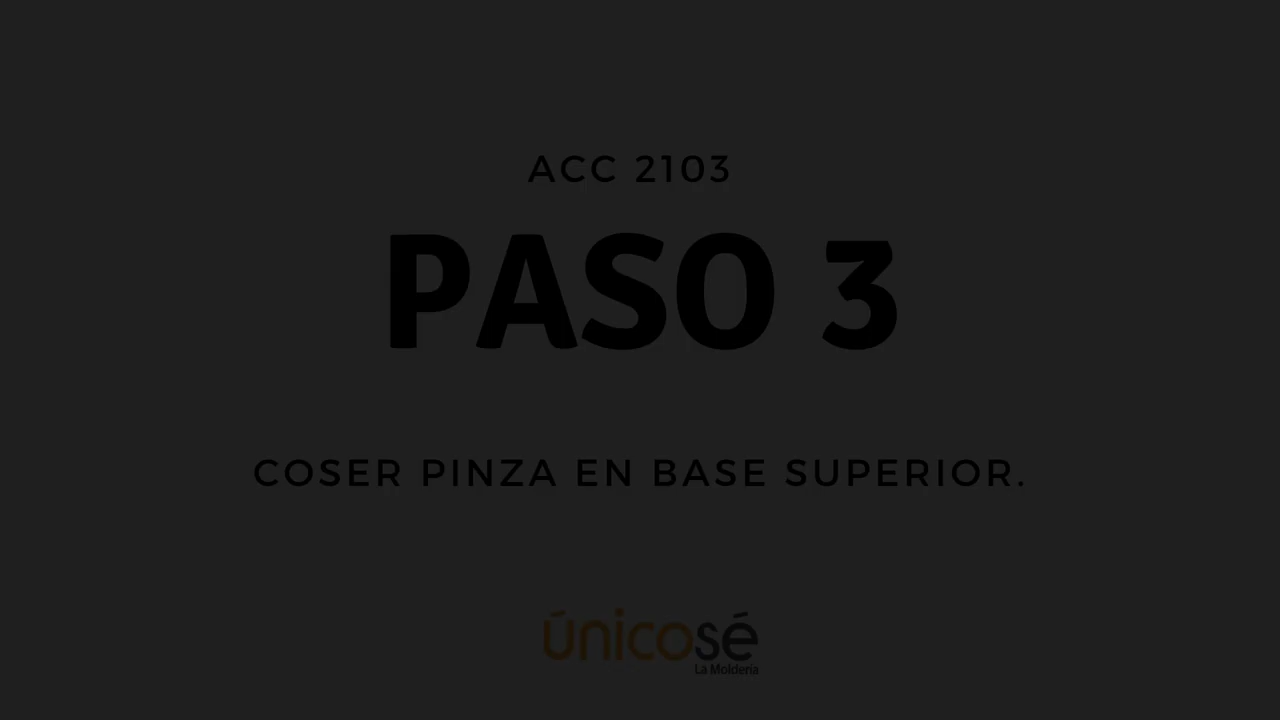 ACC 2103
PASO 3
COSER PINZA EN BASE SUPERIOR.
únicosé
La Moldería